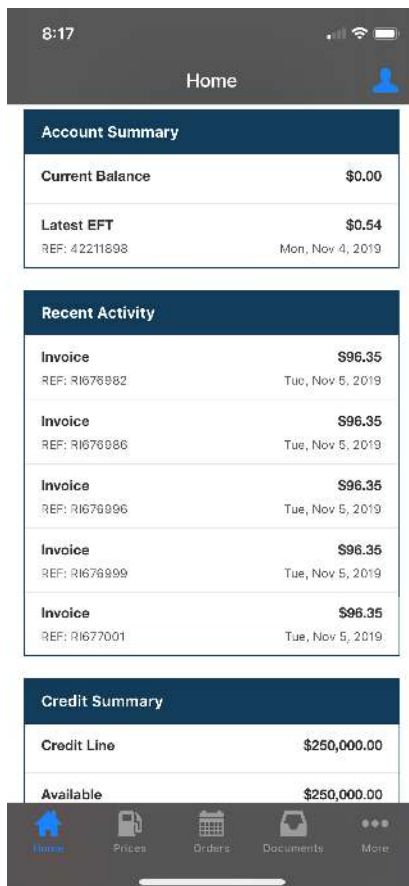 8:17
Home
Account Summary
Current Balance $0.00
Latest EFT $0.54
REF: 42211898 Mon, Nov 4, 2019
Recent Activity
Invoice $96.35
REF: RI676982 Tue, Nov 5, 2019
Invoice $96.35
REF: RI676986 Tue, Nov 5, 2019
Invoice $96.35
REF: RI676996 Tue, Nov 5, 2019
Invoice $96.35
REF: RI676999 Tue, Nov 5, 2019
Invoice $96.35
REF: RI677001 Tue, Nov 5, 2019
Credit Summary
Credit Line $250,000.00
Available $250,000.00
Home Prices Orders Documents More